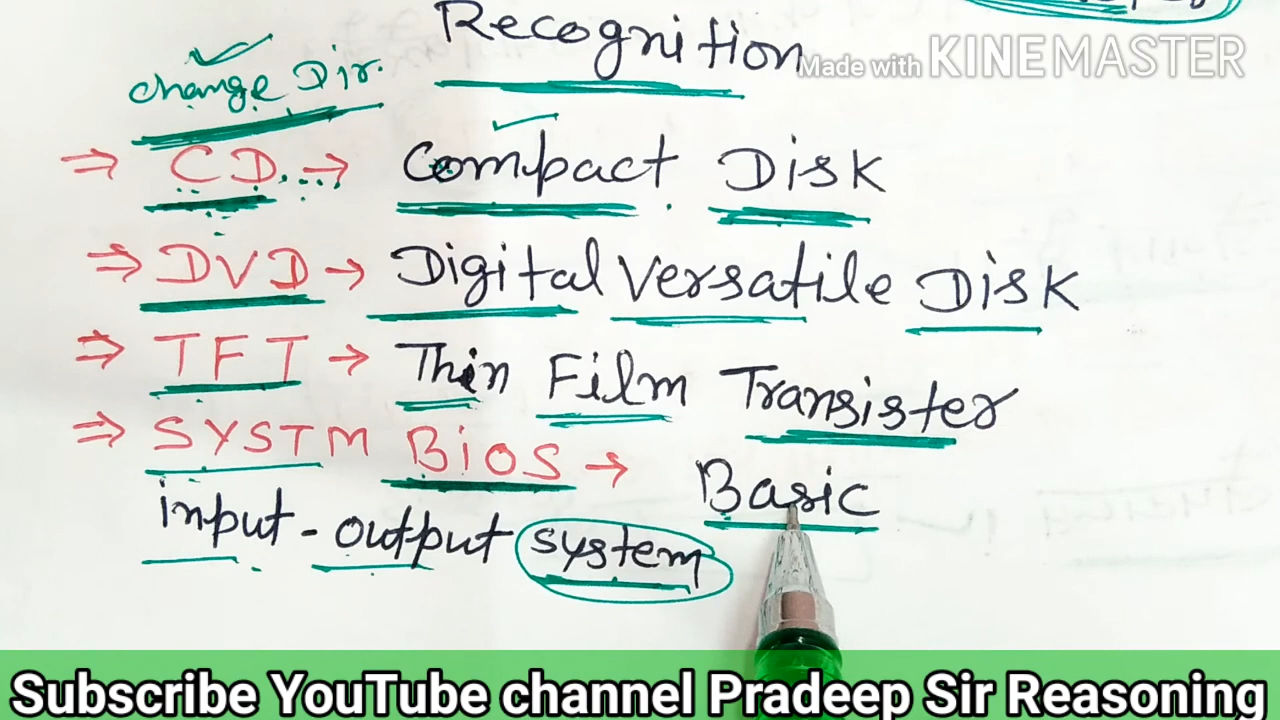 Recognition
Made with KINEMASTER
change Dir.
⇒ CD → Compact Disk
⇒ DVD → Digital Versatile Disk
⇒ TFT → Thin Film Transister
⇒ SYSTM BiOS → Basic
input - output system
Subscribe YouTube channel Pradeep Sir Reasoning